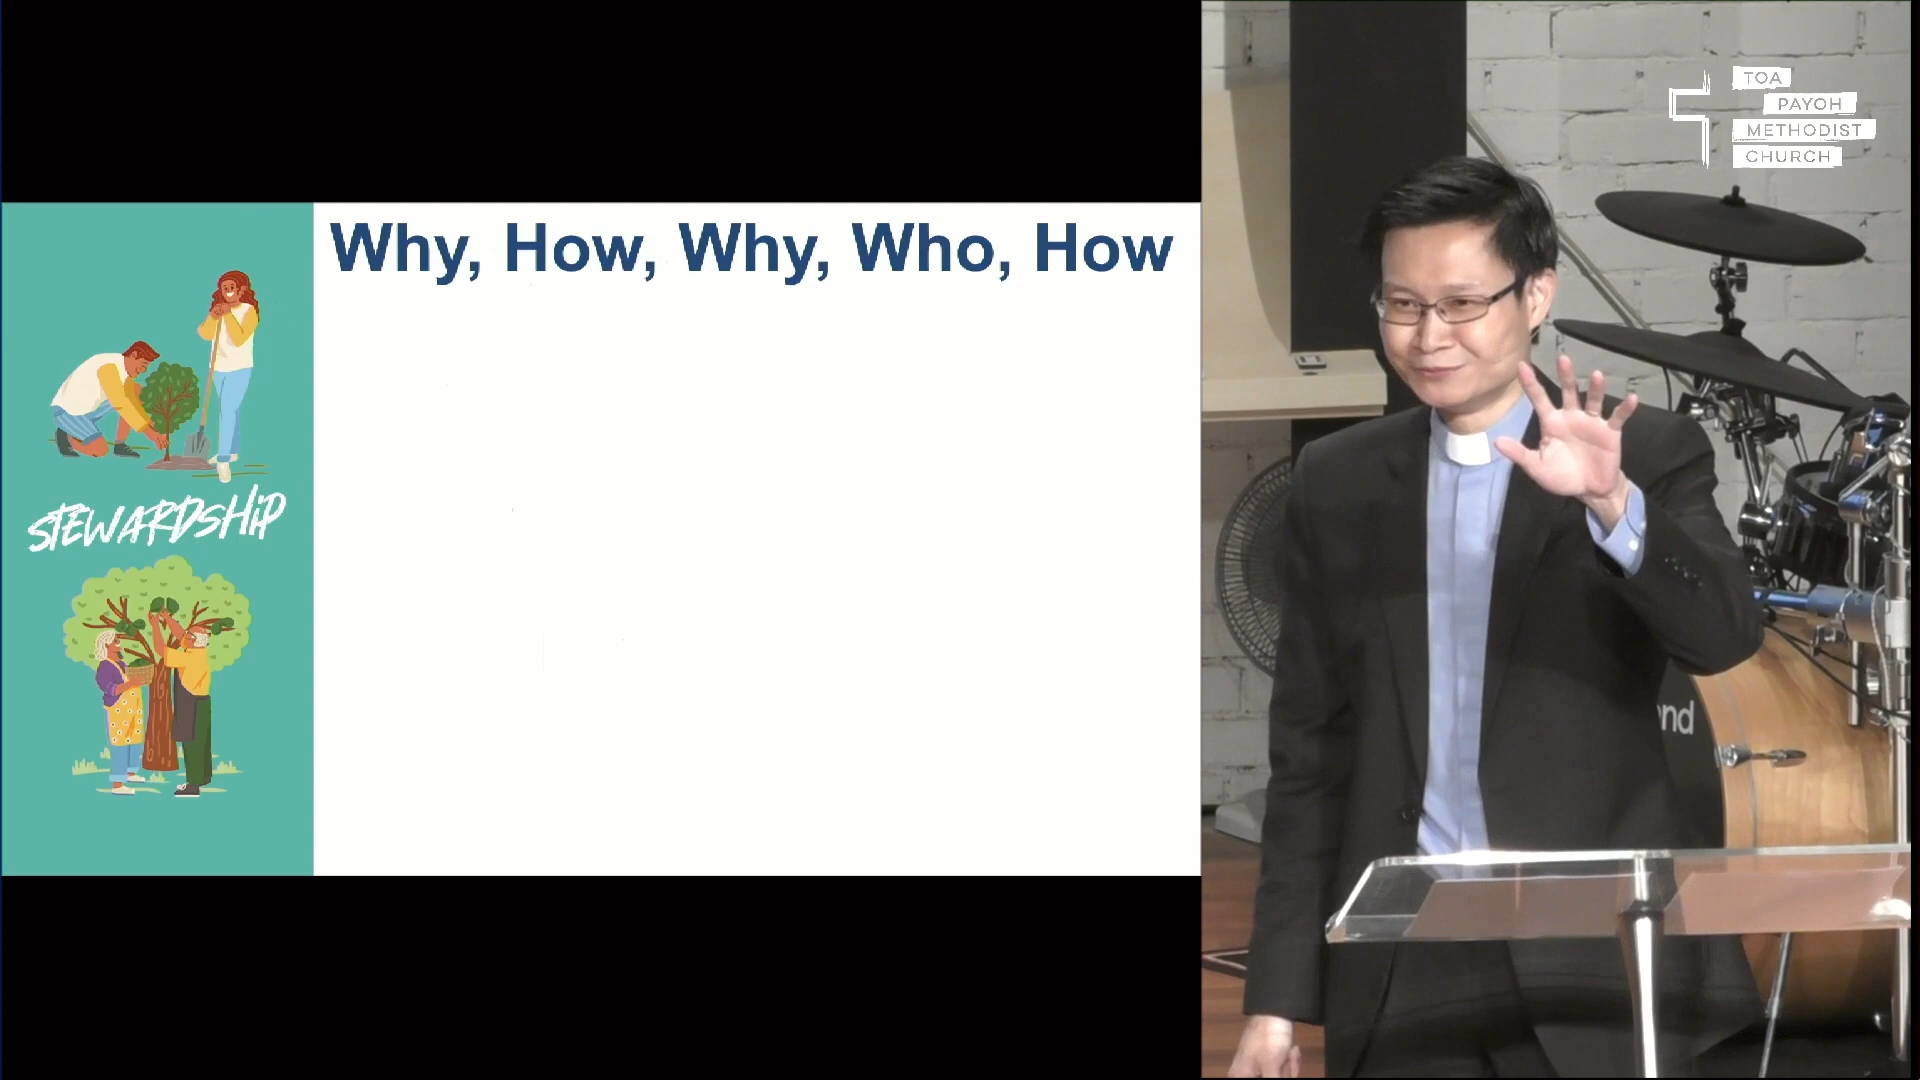 Why, How, Why, Who, How
STEWARDSHIP
TOA
PAYOH
METHODIST
CHURCH
nd